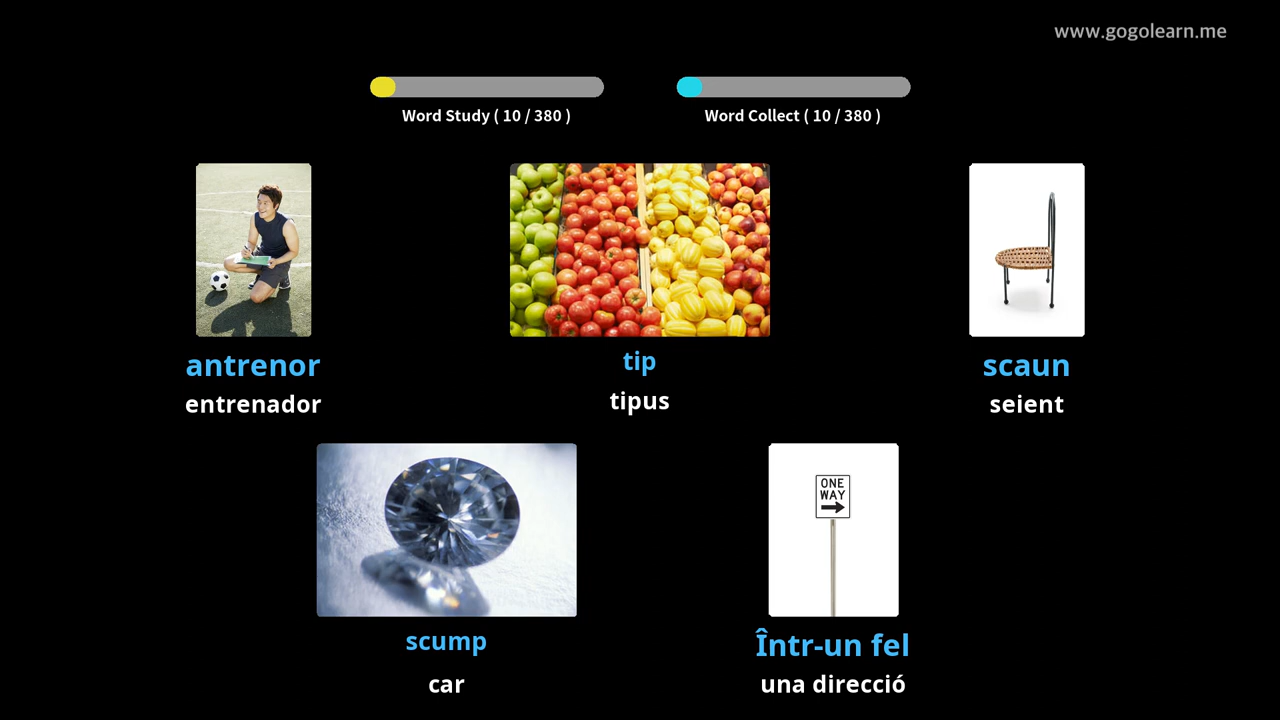 www.gogolearn.me
Word Study ( 10 / 380 )
Word Collect ( 10 / 380 )
antrenor
entrenador
tip
tipus
scaun
seient
ONE
WAY
scump
car
Într-un fel
una direcció